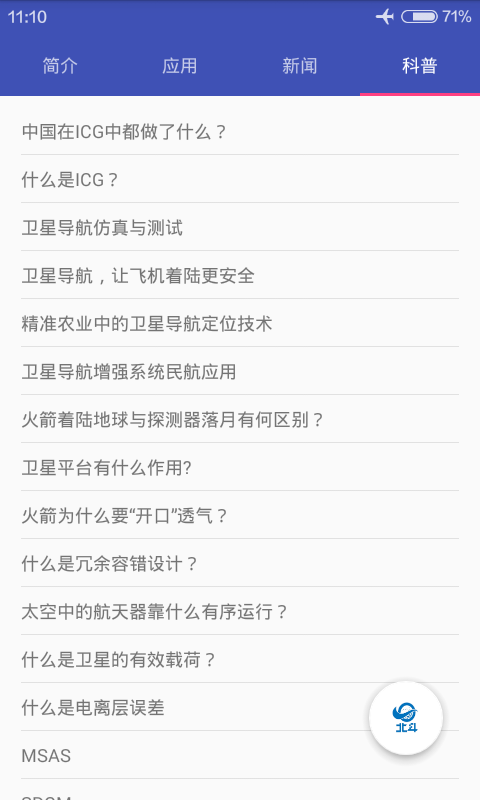 11:10 71%
简介 应用 新闻 科普
中国在ICG中都做了什么？
什么是ICG？
卫星导航仿真与测试
卫星导航，让飞机着陆更安全
精准农业中的卫星导航定位技术
卫星导航增强系统民航应用
火箭着陆地球与探测器落月有何区别？
卫星平台有什么作用?
火箭为什么要“开口”透气？
什么是冗余容错设计？
太空中的航天器靠什么有序运行？
什么是卫星的有效载荷？
什么是电离层误差
北斗
MSAS